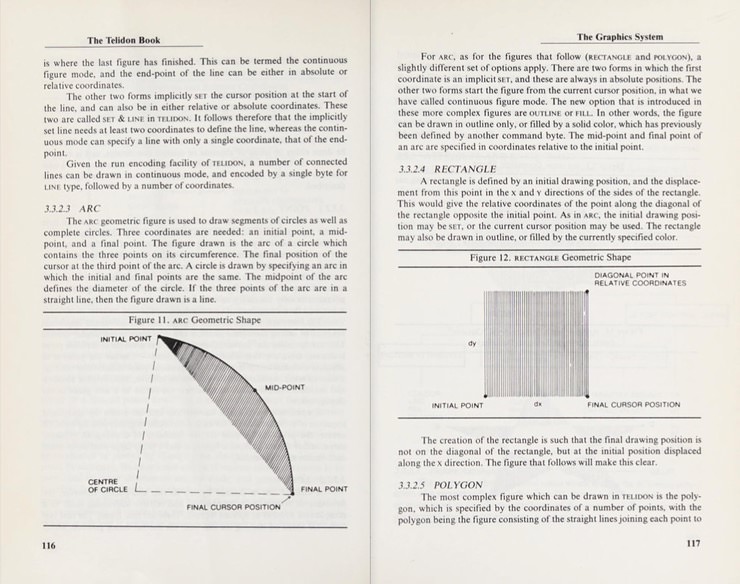 The Telidon Book
is where the last figure has finished. This can be termed the continuous
figure mode, and the end-point of the line can be either in absolute or
relative coordinates.
The other two forms implicitly SET the cursor position at the start of
the line, and can also be in either relative or absolute coordinates. These
two are called SET & LINE in TELIDON. It follows therefore that the implicitly
set line needs at least two coordinates to define the line, whereas the contin-
uous mode can specify a line with only a single coordinate, that of the end-
point.
Given the run encoding facility of TELIDON, a number of connected
lines can be drawn in continuous mode, and encoded by a single byte for
LINE type, followed by a number of coordinates.
3.3.2.3 ARC
The ARC geometric figure is used to draw segments of circles as well as
complete circles. Three coordinates are needed: an initial point, a mid-
point, and a final point. The figure drawn is the arc of a circle which
contains the three points on its circumference. The final position of the
cursor at the third point of the arc. A circle is drawn by specifying an arc in
which the initial and final points are the same. The midpoint of the arc
defines the diameter of the circle. If the three points of the arc are in a
straight line, then the figure drawn is a line.
Figure 11. ARC Geometric Shape
INITIAL POINT
MID-POINT
CENTRE
OF CIRCLE
FINAL POINT
FINAL CURSOR POSITION
116
The Graphics System
For ARC, as for the figures that follow (RECTANGLE and POLYGON), a
slightly different set of options apply. There are two forms in which the first
coordinate is an implicit SET, and these are always in absolute positions. The
other two forms start the figure from the current cursor position, in what we
have called continuous figure mode. The new option that is introduced in
these more complex figures are OUTLINE or FILL. In other words, the figure
can be drawn in outline only, or filled by a solid color, which has previously
been defined by another command byte. The mid-point and final point of
an arc are specified in coordinates relative to the initial point.
3.3.2.4 RECTANGLE
A rectangle is defined by an initial drawing position, and the displace-
ment from this point in the x and y directions of the sides of the rectangle.
This would give the relative coordinates of the point along the diagonal of
the rectangle opposite the initial point. As in ARC, the initial drawing posi-
tion may be SET, or the current cursor position may be used. The rectangle
may also be drawn in outline, or filled by the currently specified color.
Figure 12. RECTANGLE Geometric Shape
DIAGONAL POINT IN
RELATIVE COORDINATES
dy
INITIAL POINT
dx
FINAL CURSOR POSITION
The creation of the rectangle is such that the final drawing position is
not on the diagonal of the rectangle, but at the initial position displaced
along the x direction. The figure that follows will make this clear.
3.3.2.5 POLYGON
The most complex figure which can be drawn in TELIDON is the poly-
gon, which is specified by the coordinates of a number of points, with the
polygon being the figure consisting of the straight lines joining each point to
117